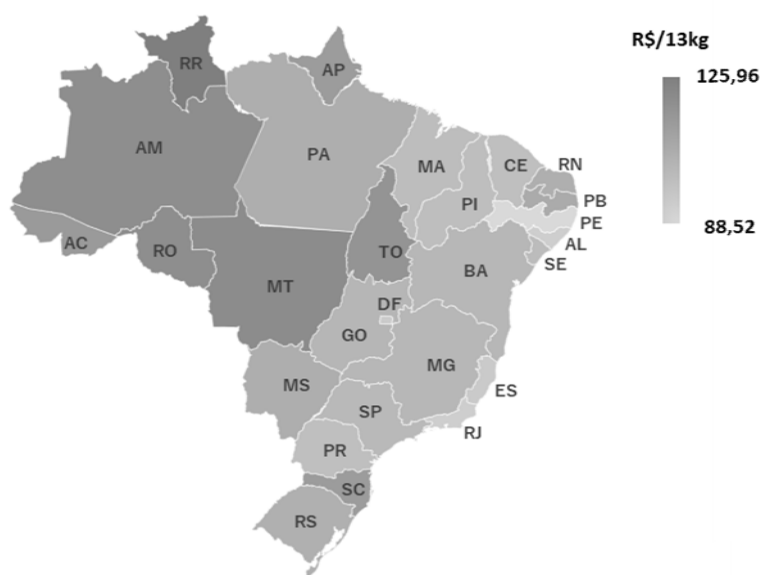 R$/13kg
125,96
88,52
RR
AP
AM
PA
MA
CE
RN
PI
PB
PE
AL
SE
AC
RO
TO
BA
MT
DF
GO
MG
MS
ES
SP
RJ
PR
SC
RS